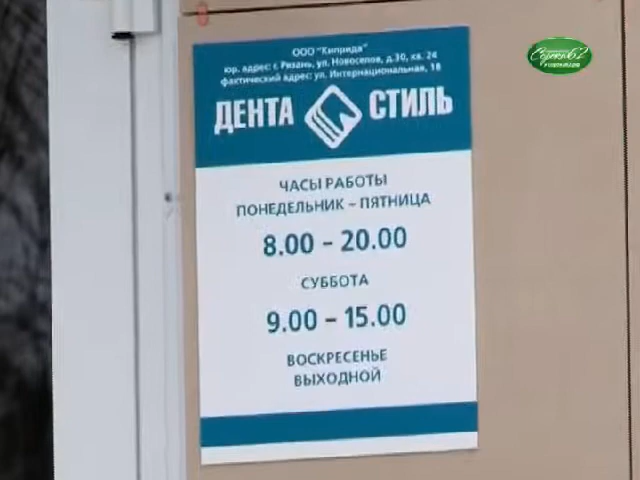 ООО "Киприда"
юр. адрес: г. Рязань, ул. Новоселов, д.30, кв. 24
фактический адрес: ул. Интернациональная, 18
ДЕНТА СТИЛЬ
ЧАСЫ РАБОТЫ
ПОНЕДЕЛЬНИК – ПЯТНИЦА
8.00 – 20.00
СУББОТА
9.00 – 15.00
ВОСКРЕСЕНЬЕ
ВЫХОДНОЙ